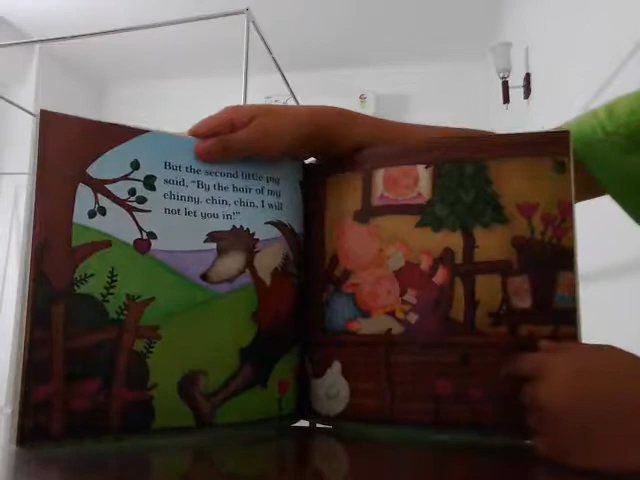 But the second little pig
said, "By the hair of my
chinny, chin, chin, I will
not let you in!"